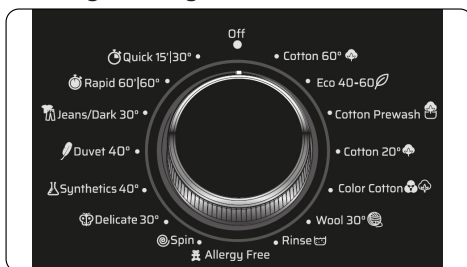 Off
Cotton 60°
Eco 40-60
Cotton Prewash
Cotton 20°
Color Cotton
Wool 30°
Rinse
Allergy Free
Spin
Delicate 30°
Synthetics 40°
Duvet 40°
Jeans/Dark 30°
Rapid 60'|60°
Quick 15'|30°